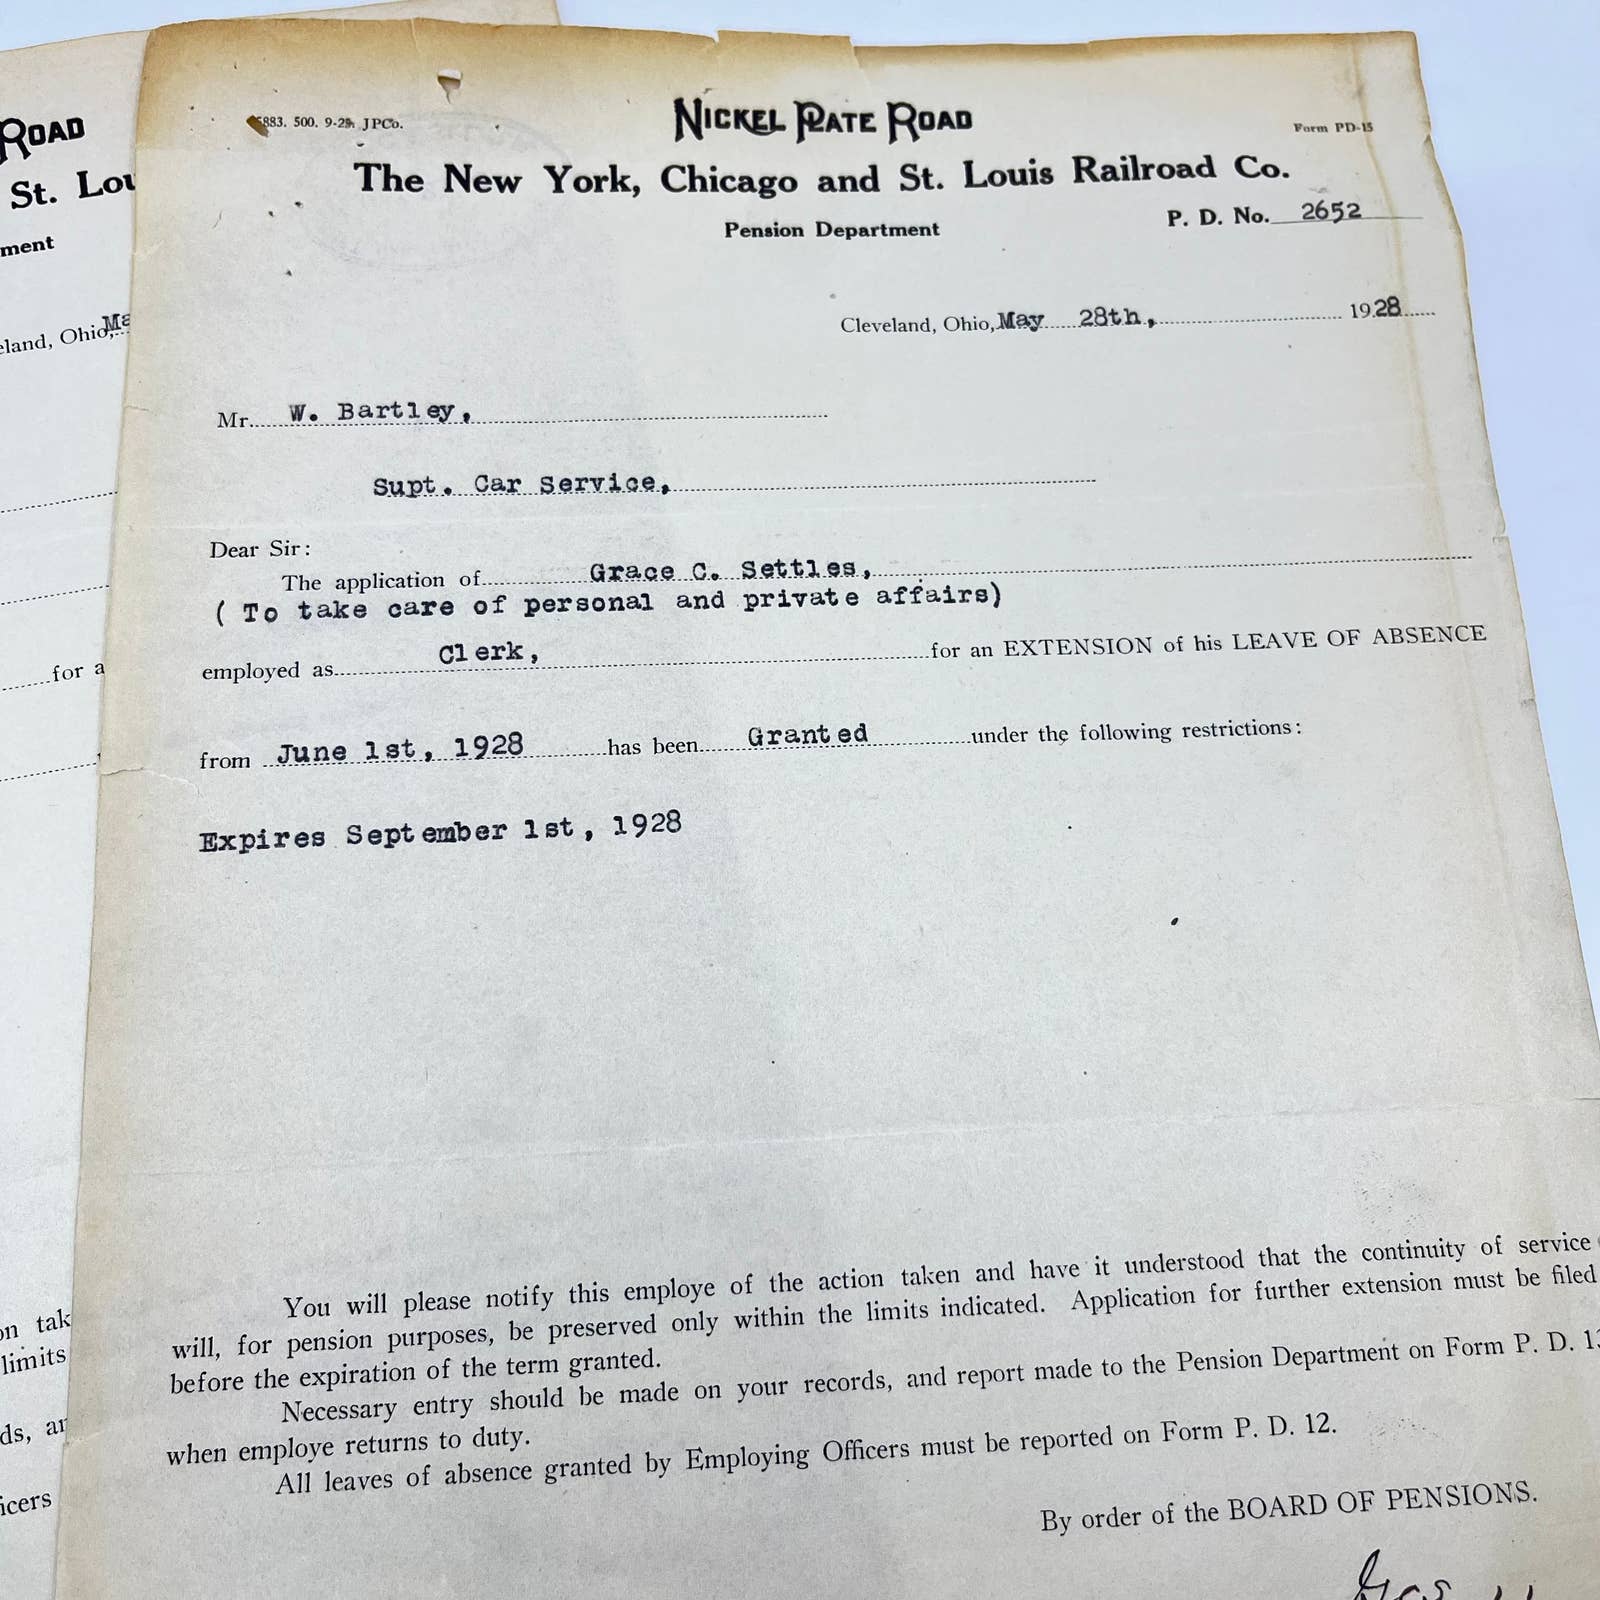 ROAD
St. Lou
ment
eland, Ohio, Ma
for a
on tak
limits
ds, an
icers
5883. 500. 9-25. JPCo.
NICKEL PLATE ROAD
Form PD-15
The New York, Chicago and St. Louis Railroad Co.
Pension Department
P. D. No. 2652
Cleveland, Ohio, May 28th, 1928
Mr. W. Bartley,
Supt. Car Service,
Dear Sir:
The application of Grace C. Settles,
( To take care of personal and private affairs)
employed as Clerk, for an EXTENSION of his LEAVE OF ABSENCE
from June 1st, 1928 has been Granted under the following restrictions:
Expires September 1st, 1928
You will please notify this employe of the action taken and have it understood that the continuity of service
will, for pension purposes, be preserved only within the limits indicated. Application for further extension must be filed
before the expiration of the term granted.
Necessary entry should be made on your records, and report made to the Pension Department on Form P. D. 13
when employe returns to duty.
All leaves of absence granted by Employing Officers must be reported on Form P. D. 12.
By order of the BOARD OF PENSIONS.